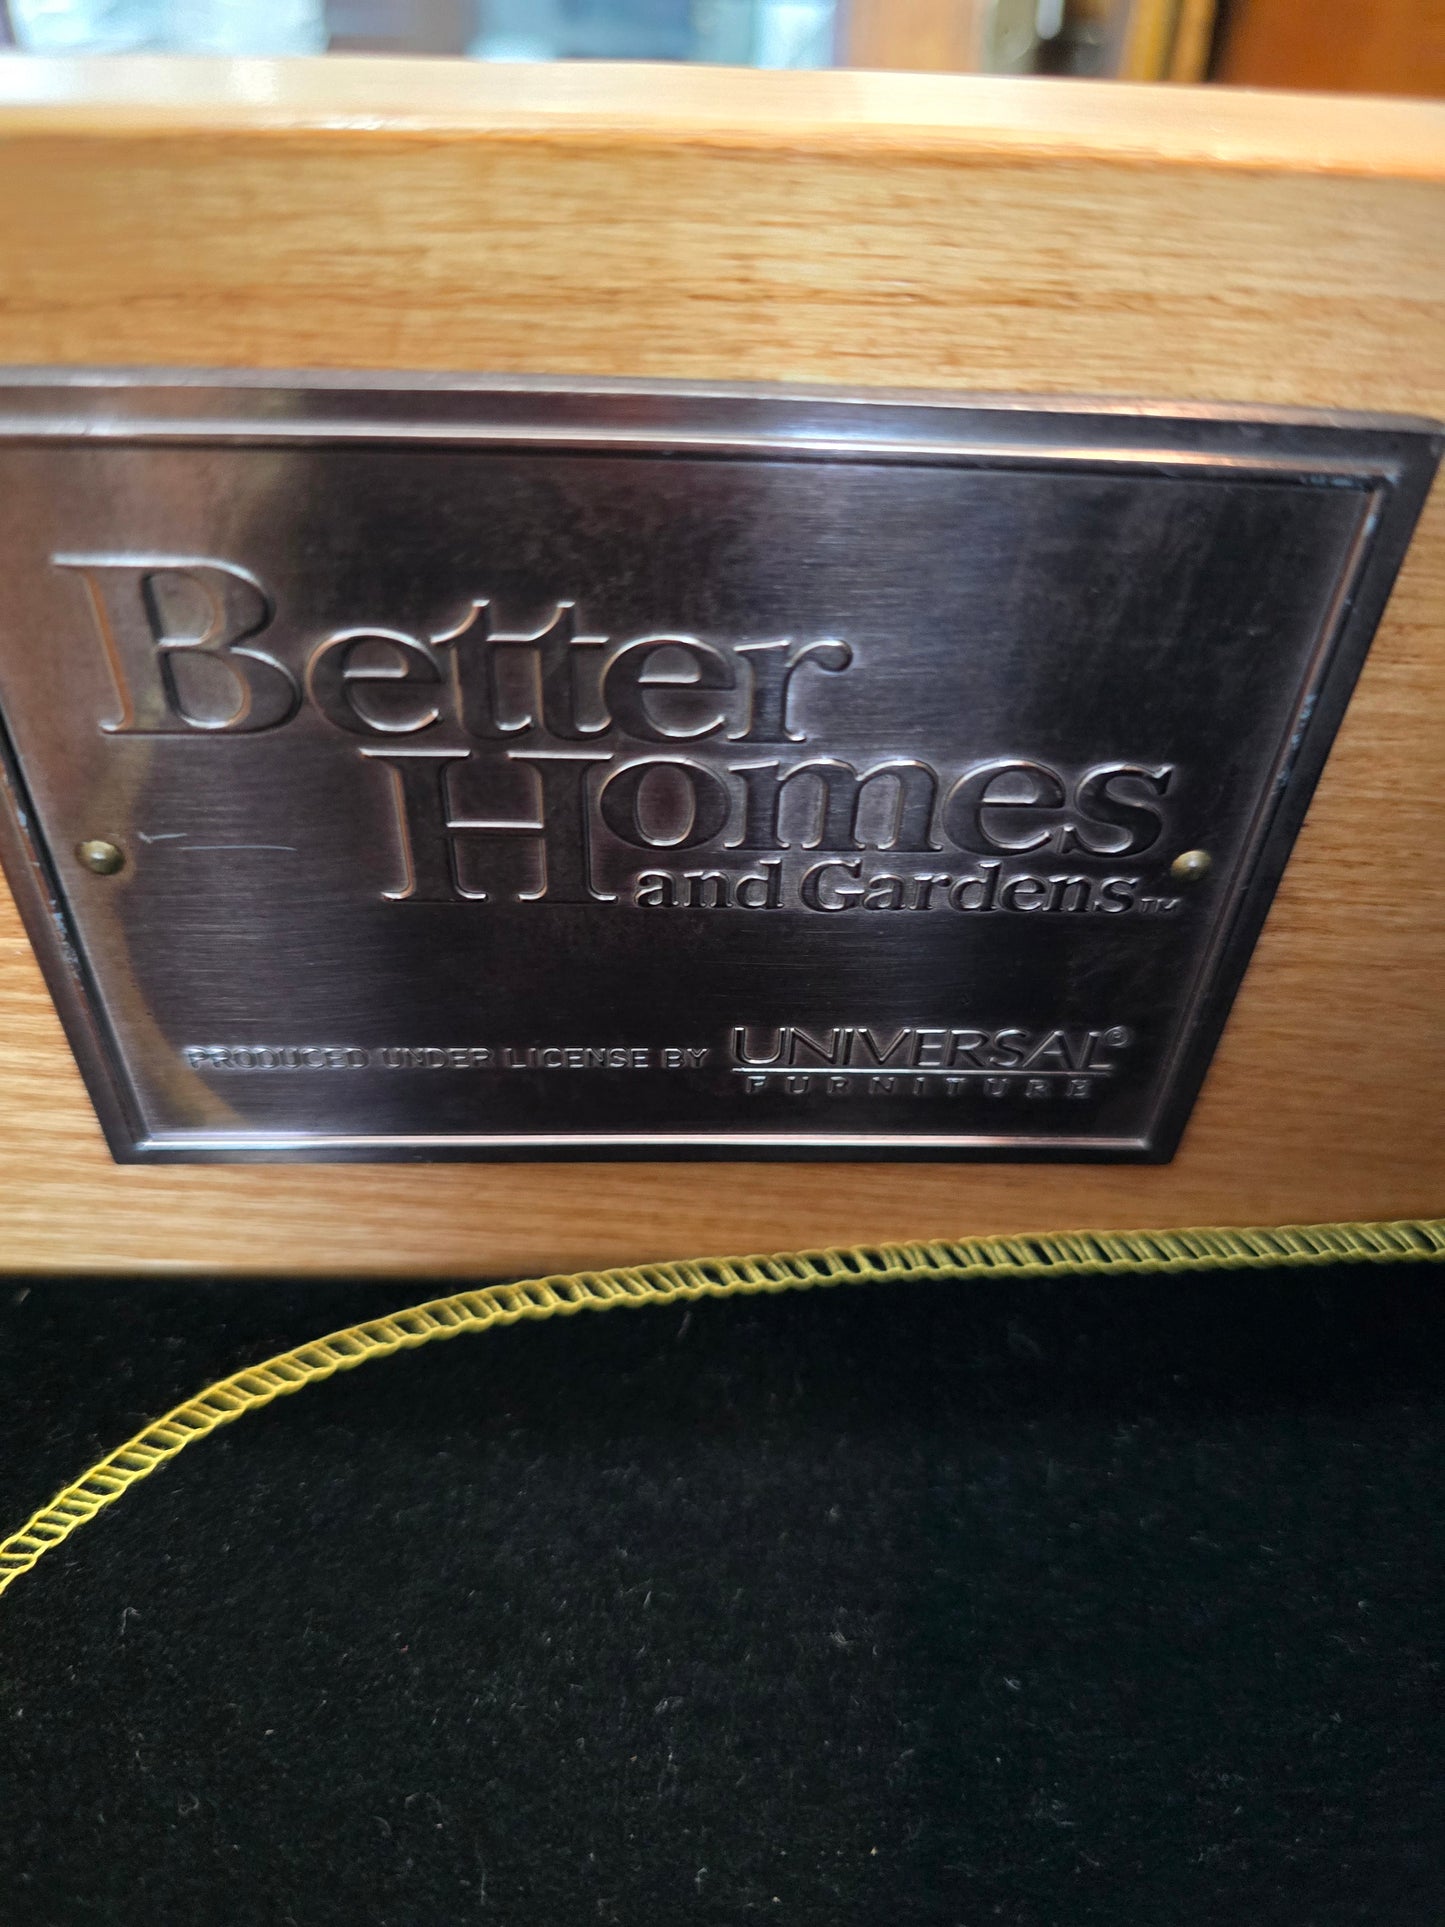 Better
Homes
and Gardens™
PRODUCED UNDER LICENSE BY UNIVERSAL®
FURNITURE